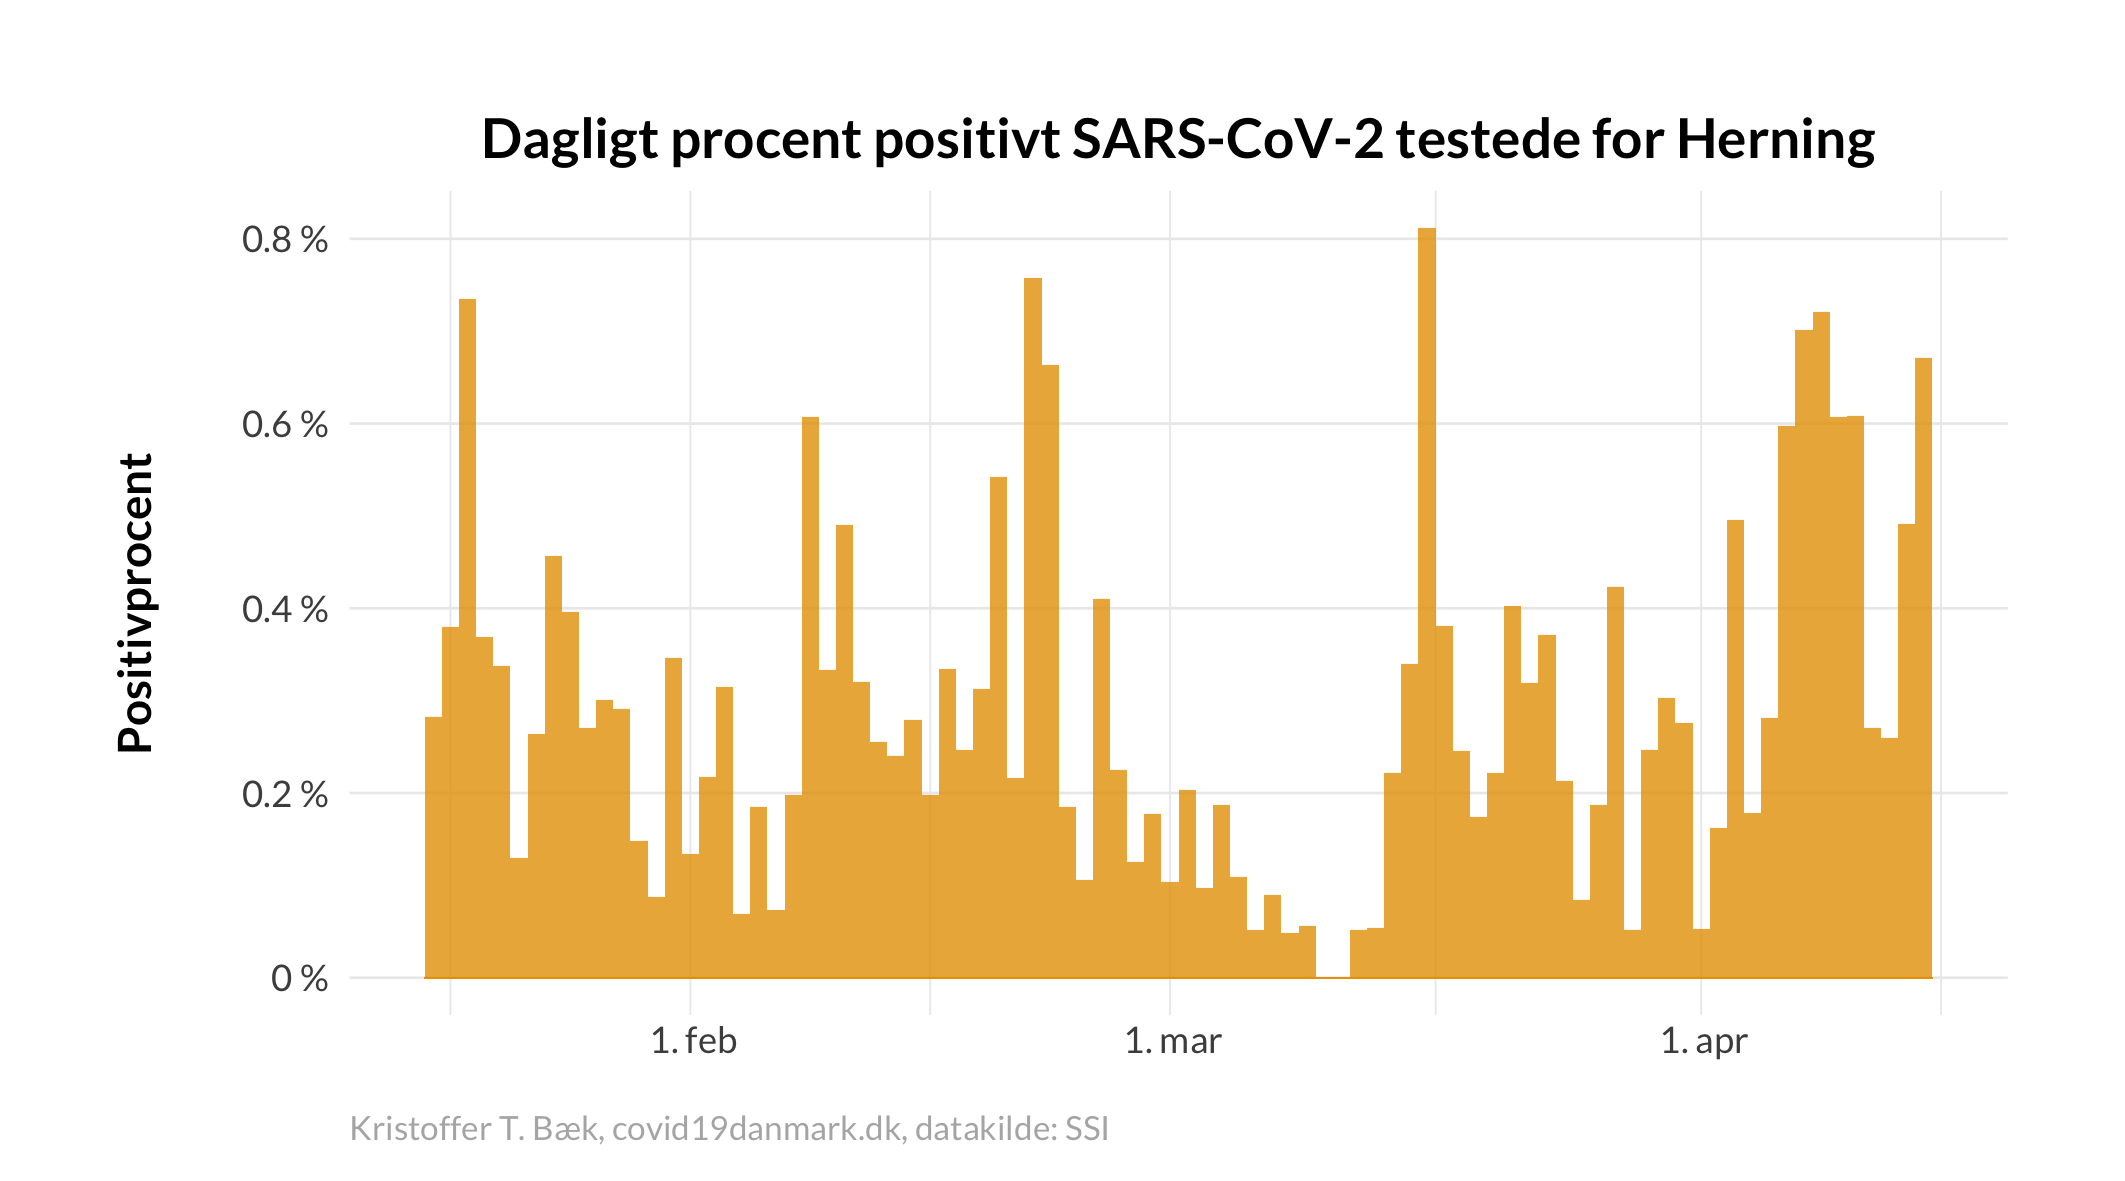 Dagligt procent positivt SARS-CoV-2 testede for Herning
Positivprocent
0.8 %
0.6 %
0.4 %
0.2 %
0 %
1. feb
1. mar
1. apr
Kristoffer T. Bæk, covid19danmark.dk, datakilde: SSI